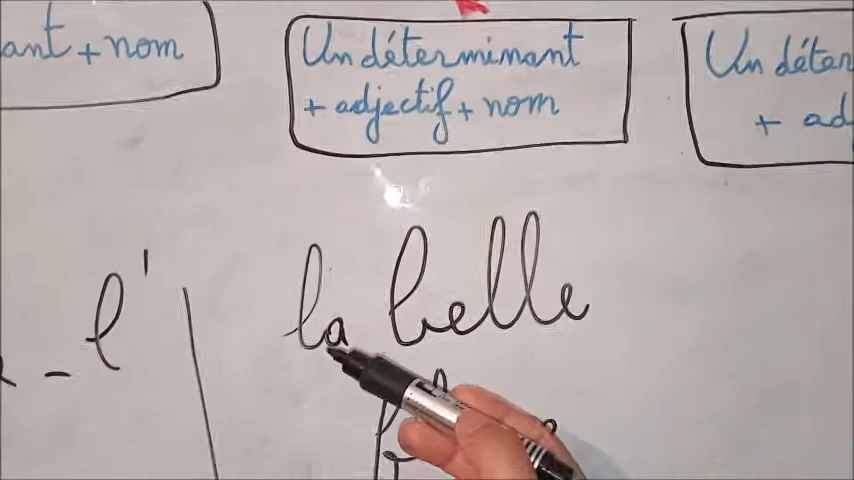 ant + nom
Un déterminant
+ adjectif + nom
Un déter
+ ad
- l'
la belle